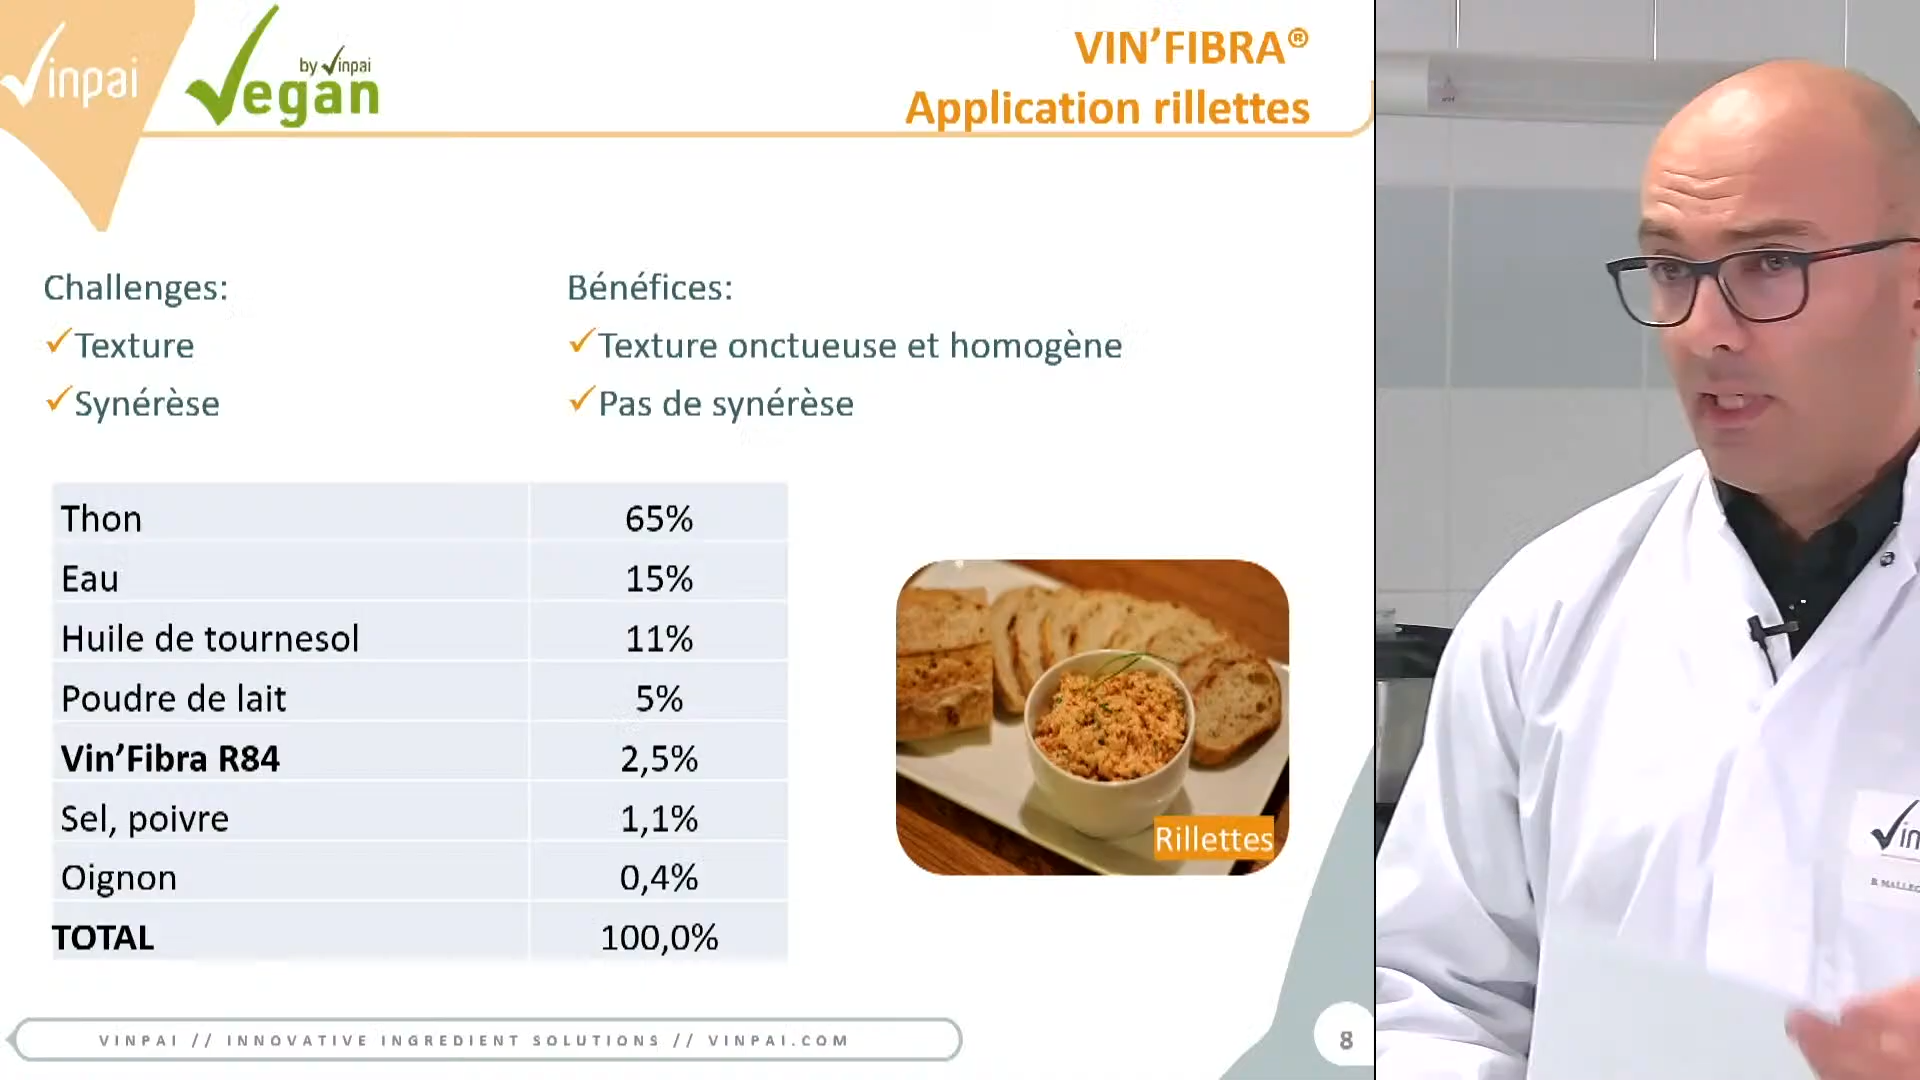 Vinpai
by Vinpai
Vegan
VIN’FIBRA®
Application rillettes
Challenges:
Texture
Synérèse
Bénéfices:
Texture onctueuse et homogène
Pas de synérèse
Thon 65%
Eau 15%
Huile de tournesol 11%
Poudre de lait 5%
Vin’Fibra R84 2,5%
Sel, poivre 1,1%
Oignon 0,4%
TOTAL 100,0%
Rillettes
VINPAI // INNOVATIVE INGREDIENT SOLUTIONS // VINPAI.COM
8